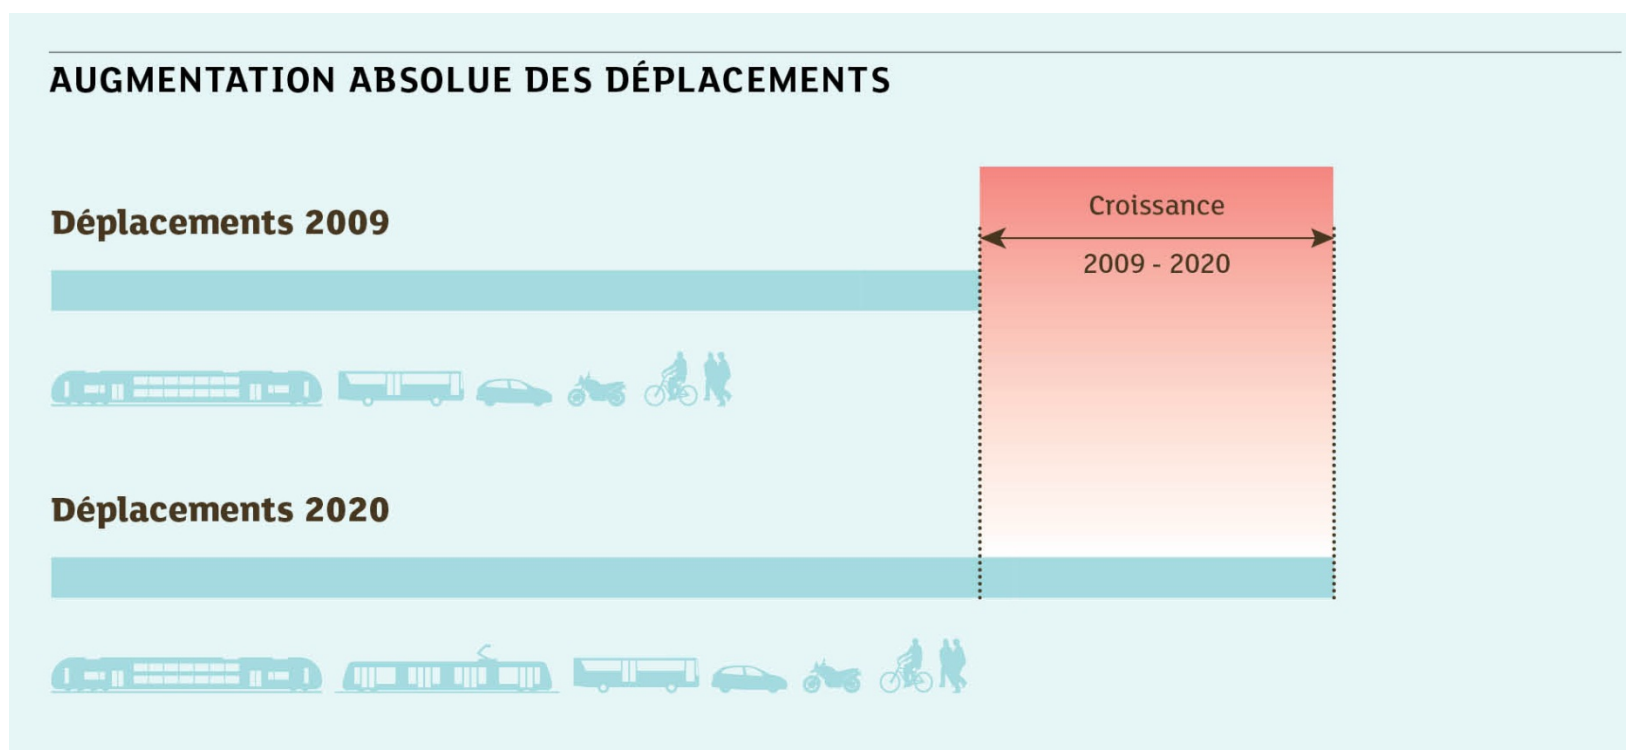 AUGMENTATION ABSOLUE DES DÉPLACEMENTS
Déplacements 2009
Croissance
2009 - 2020
Déplacements 2020